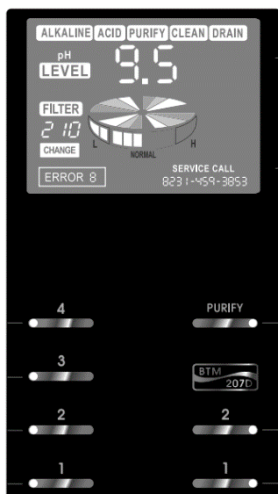 ALKALINE ACID PURIFY CLEAN DRAIN
pH
LEVEL 9.5
FILTER
210
CHANGE
L NORMAL H
ERROR 8
SERVICE CALL
8231-459-3853
4 PURIFY
3
BTM
207D
2 2
1 1